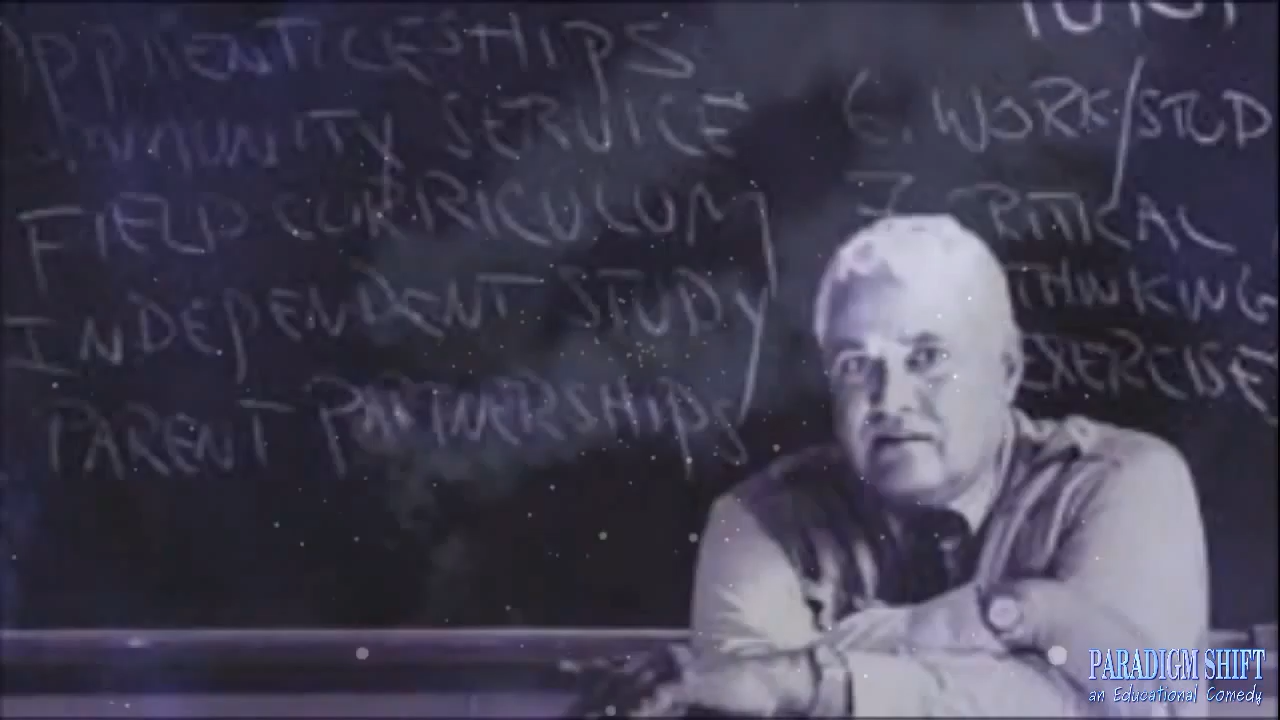 APPRENTICESHIPS
MMUNITY SERVICE
FIELD CURRICULUM
INDEPENDENT STUDY
PARENT PARTNERSHIPS
6. WORK/STUD
7. CRITICAL
THINKING
EXERCISE
PARADIGM SHIFT
an Educational Comedy